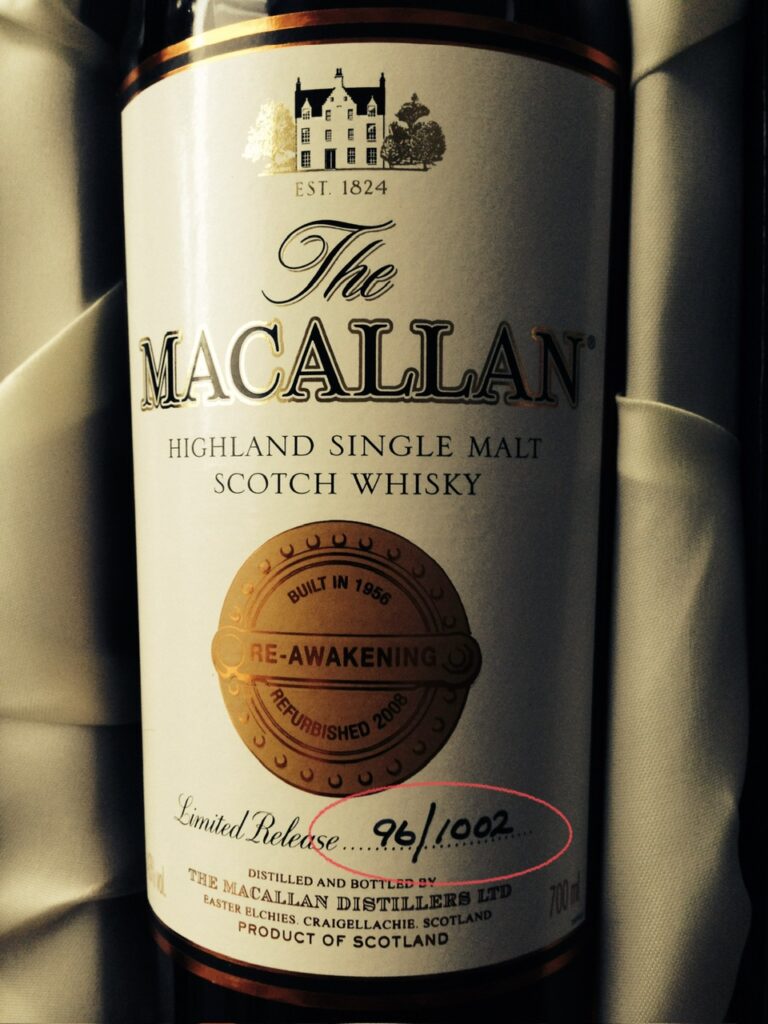 EST. 1824
The
MACALLAN®
HIGHLAND SINGLE MALT
SCOTCH WHISKY
BUILT IN 1956
RE-AWAKENING
REFURBISHED 2008
Limited Release.....96/1002...
DISTILLED AND BOTTLED BY
THE MACALLAN DISTILLERS LTD
EASTER ELCHIES, CRAIGELLACHIE, SCOTLAND
700 ml
PRODUCT OF SCOTLAND